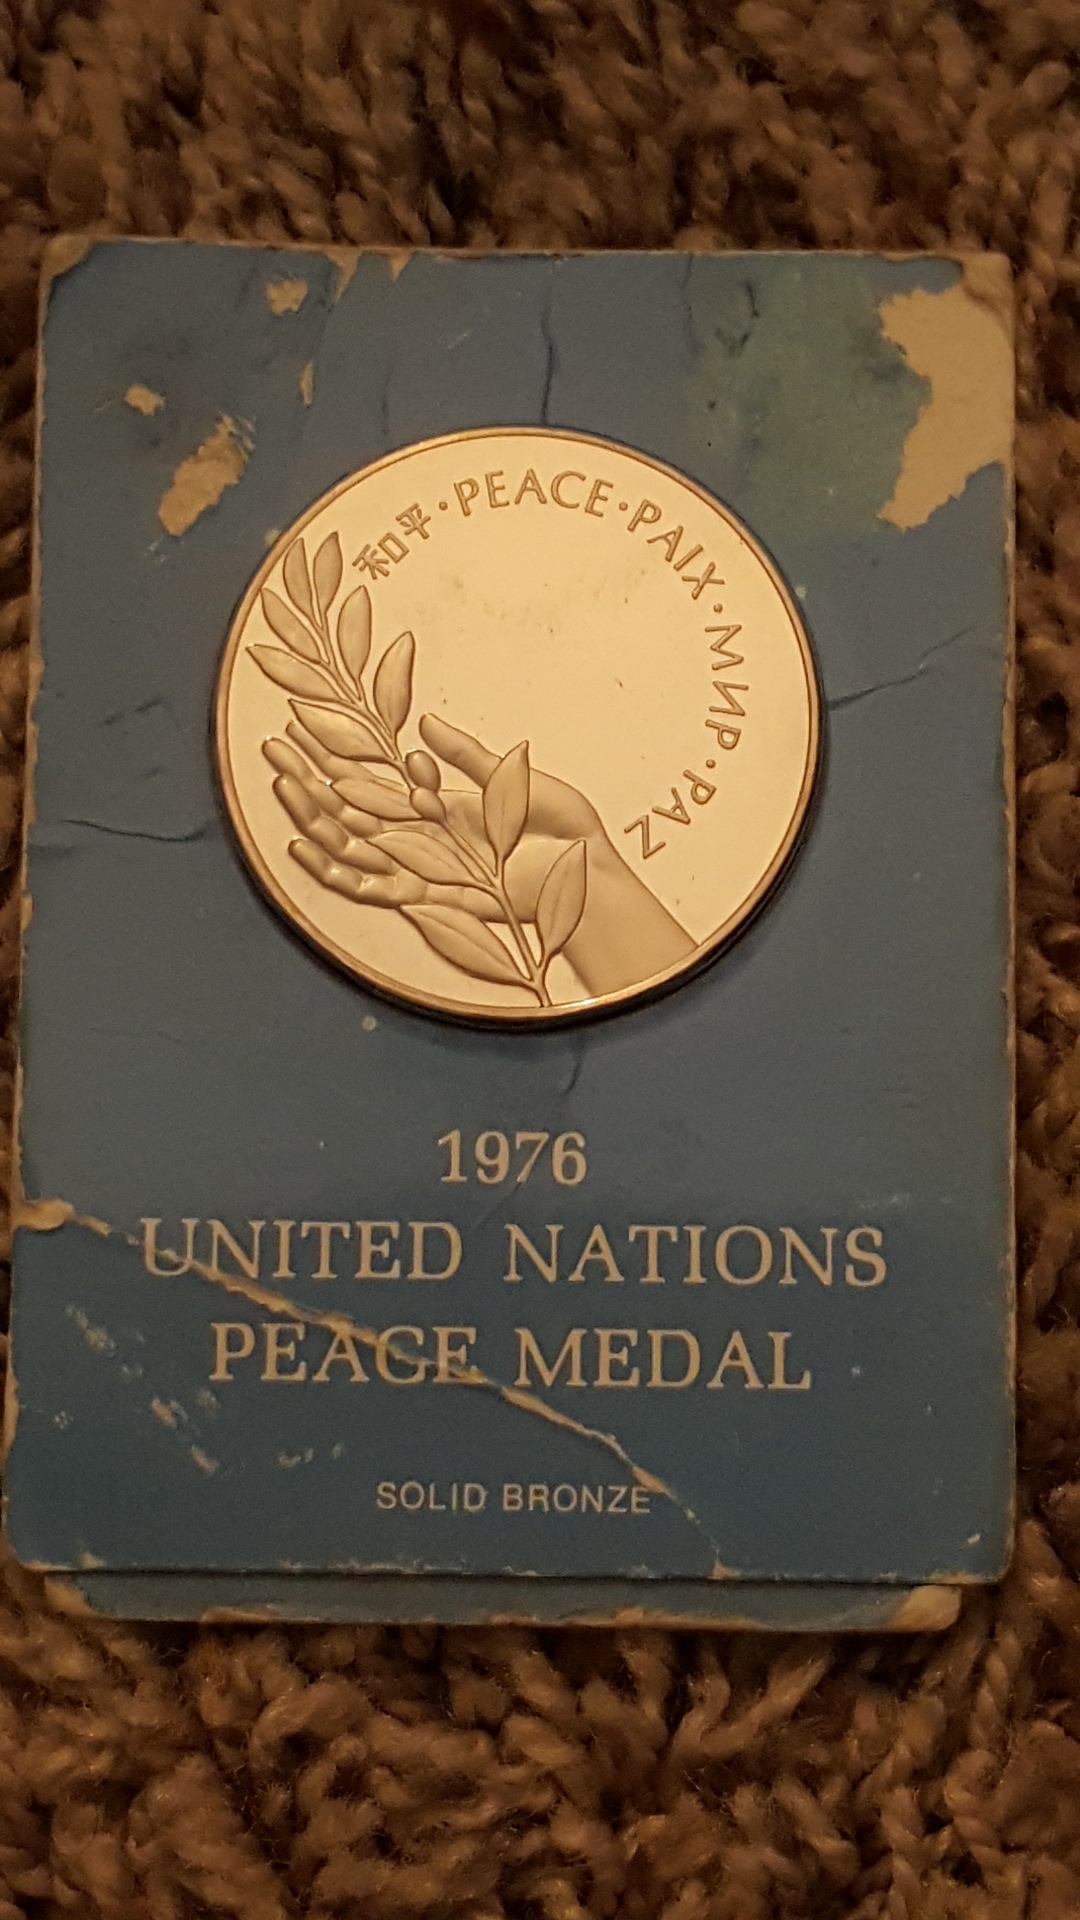 和平·PEACE·PAIX·МИР·PAZ
1976
UNITED NATIONS
PEACE MEDAL
SOLID BRONZE